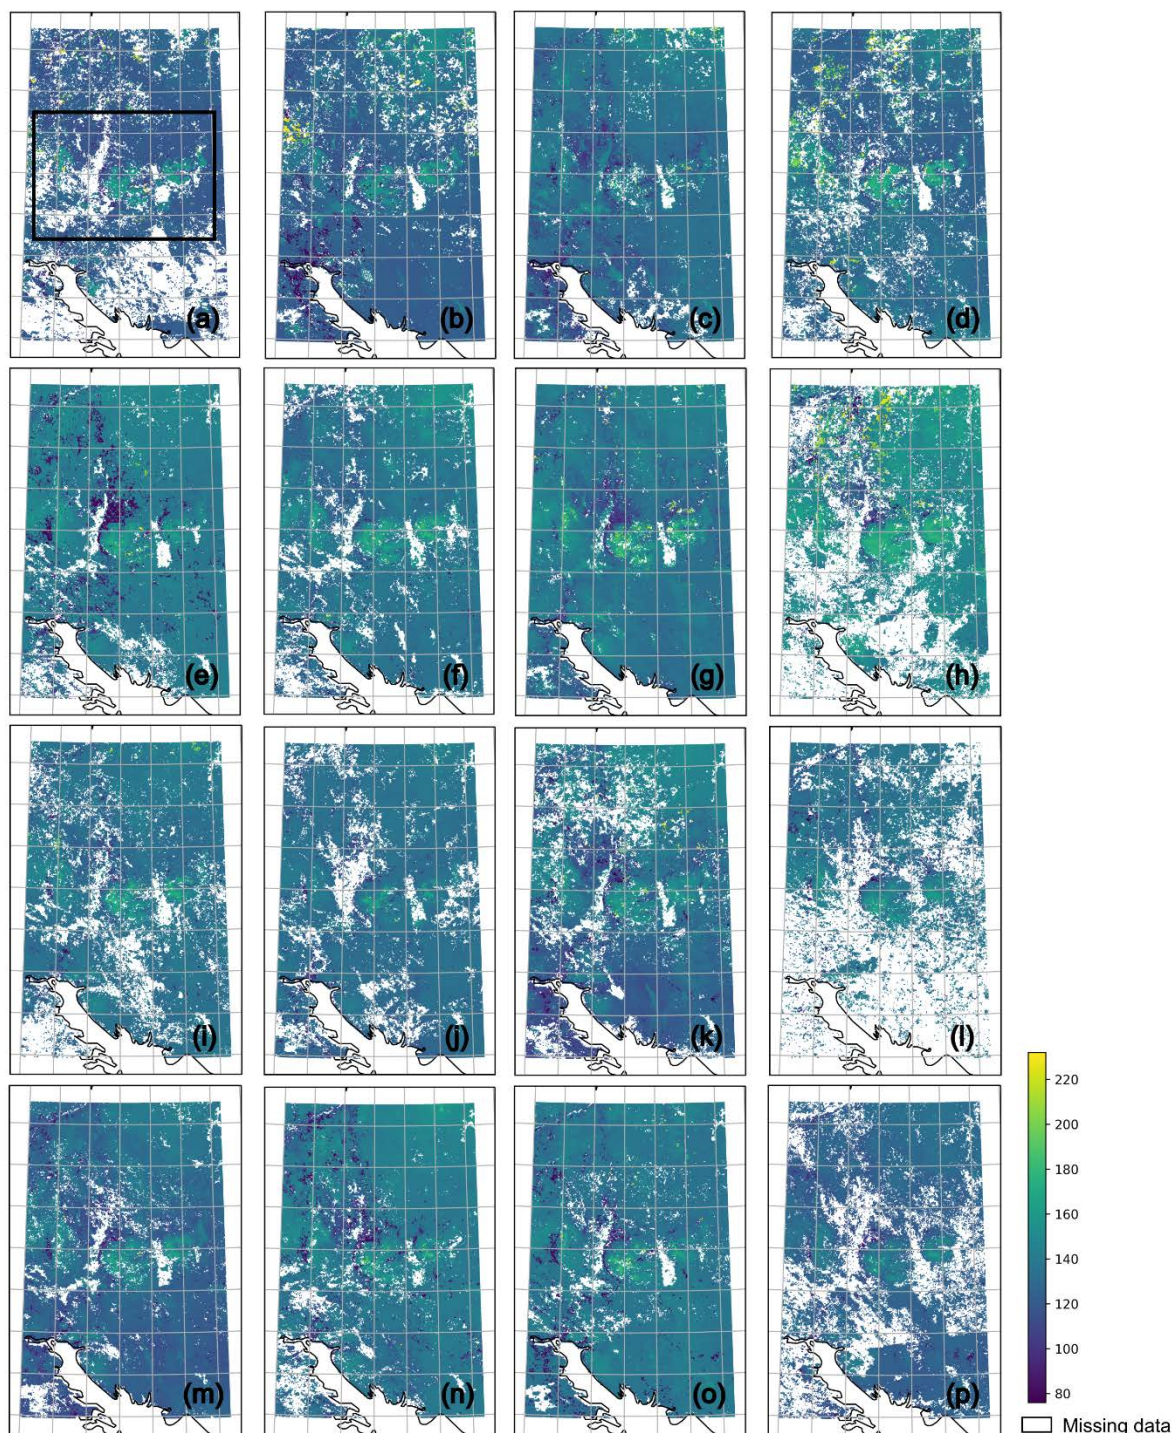 (a)
(b)
(c)
(d)
(e)
(f)
(g)
(h)
(i)
(j)
(k)
(l)
220
200
180
160
140
120
100
80
(m)
(n)
(o)
(p)
Missing data